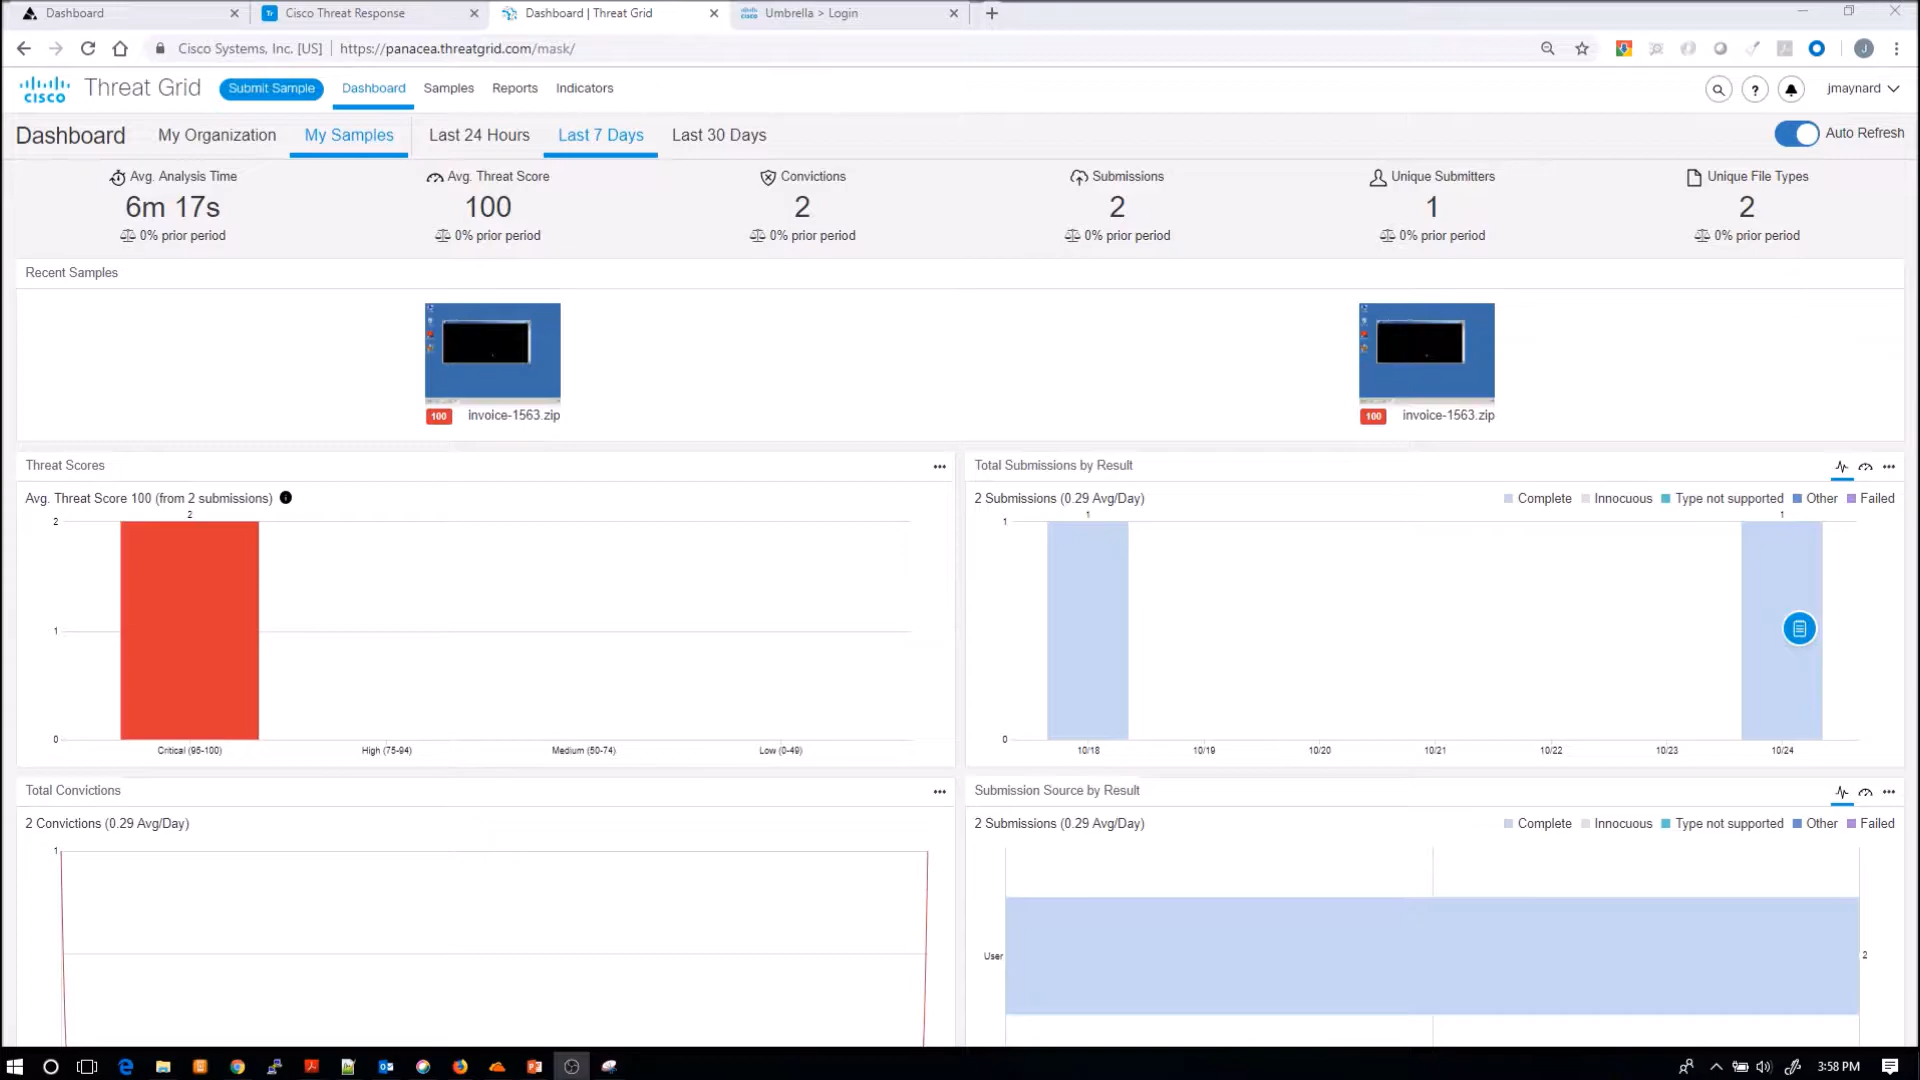 Dashboard
Cisco Threat Response
Dashboard | Threat Grid
Umbrella > Login
Cisco Systems, Inc. [US]
https://panacea.threatgrid.com/mask/
CISCO
Threat Grid
Submit Sample
Dashboard
Samples
Reports
Indicators
jmaynard
Dashboard
My Organization
My Samples
Last 24 Hours
Last 7 Days
Last 30 Days
Auto Refresh
Avg. Analysis Time
Avg. Threat Score
Convictions
Submissions
Unique Submitters
Unique File Types
6m 17s
100
2
2
1
2
0% prior period
0% prior period
0% prior period
0% prior period
0% prior period
0% prior period
Recent Samples
100 invoice-1563.zip
100 invoice-1563.zip
Threat Scores
Avg. Threat Score 100 (from 2 submissions)
2
2
1
0
Critical (95-100)
High (75-94)
Medium (50-74)
Low (0-49)
Total Submissions by Result
2 Submissions (0.29 Avg/Day)
Complete
Innocuous
Type not supported
Other
Failed
1
1
1
0
10/18
10/19
10/20
10/21
10/22
10/23
10/24
Total Convictions
2 Convictions (0.29 Avg/Day)
1
Submission Source by Result
2 Submissions (0.29 Avg/Day)
Complete
Innocuous
Type not supported
Other
Failed
User
2
3:58 PM